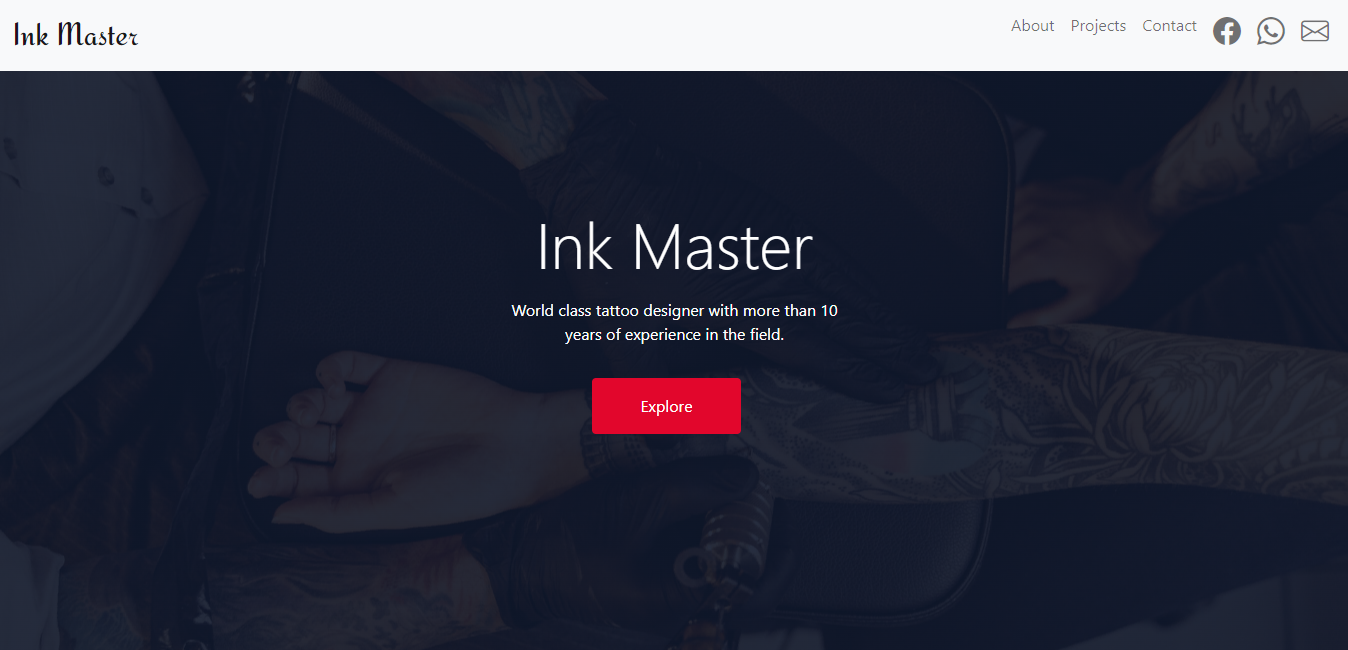 Ink Master
About Projects Contact
Ink Master
World class tattoo designer with more than 10
years of experience in the field.
Explore